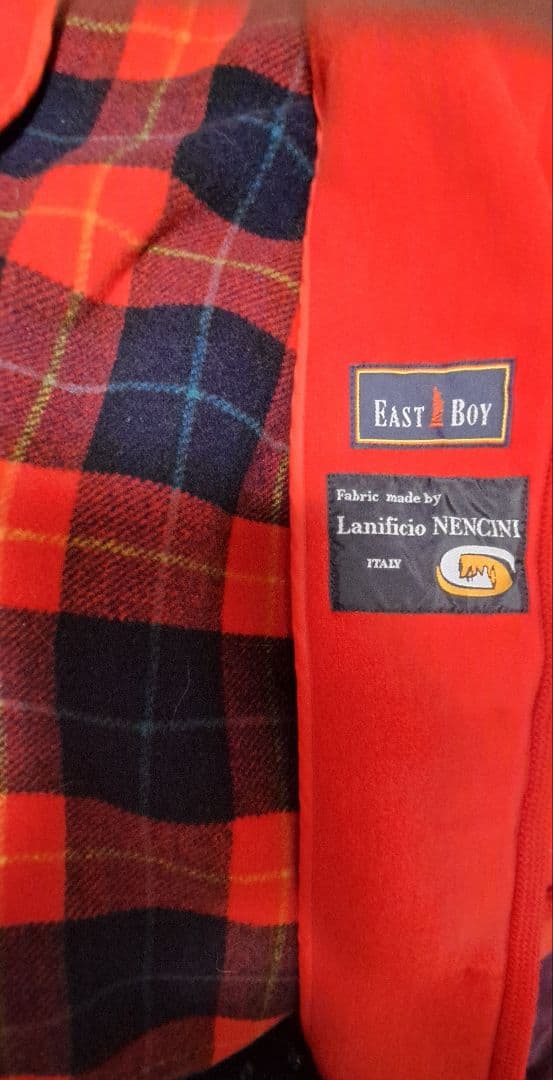 EAST BOY
Fabric made by
Lanificio NENCINI
ITALY